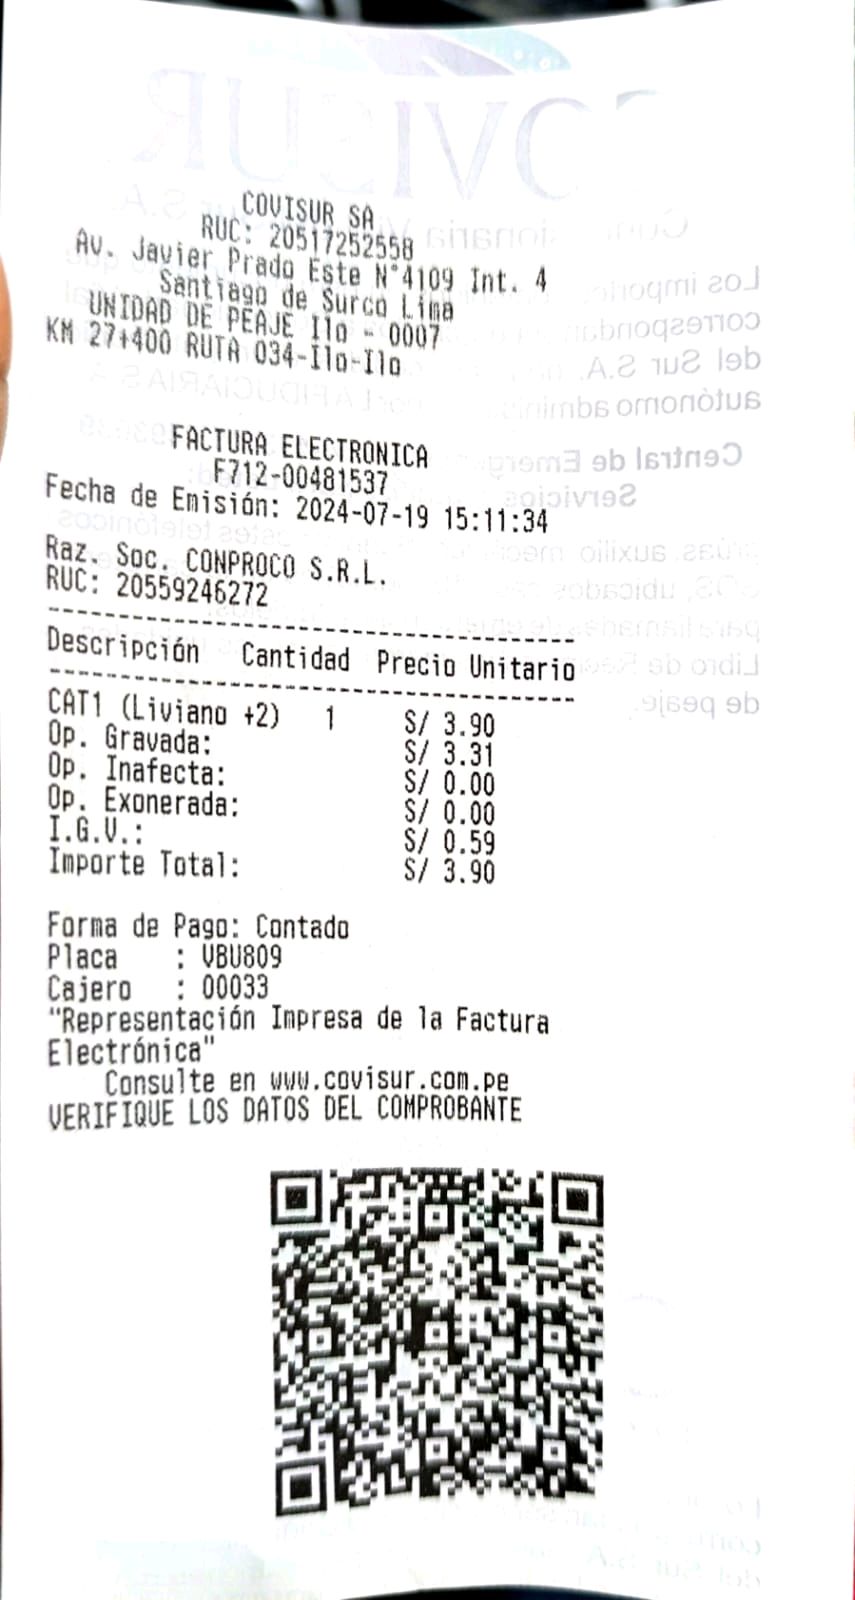 COVISUR SA
RUC: 20517252558
Av. Javier Prado Este N°4109 Int. 4
Santiago de Surco Lima
UNIDAD DE PEAJE Ilo - 0007
KM 27+400 RUTA 034-Ilo-Ilo
FACTURA ELECTRONICA
F712-00481537
Fecha de Emisión: 2024-07-19 15:11:34
Raz. Soc. CONPROCO S.R.L.
RUC: 20559246272
Descripción Cantidad Precio Unitario
CAT1 (Liviano +2) 1 S/ 3.90
Op. Gravada: S/ 3.31
Op. Inafecta: S/ 0.00
Op. Exonerada: S/ 0.00
I.G.V.: S/ 0.59
Importe Total: S/ 3.90
Forma de Pago: Contado
Placa : VBU809
Cajero : 00033
"Representación Impresa de la Factura
Electrónica"
Consulte en www.covisur.com.pe
VERIFIQUE LOS DATOS DEL COMPROBANTE